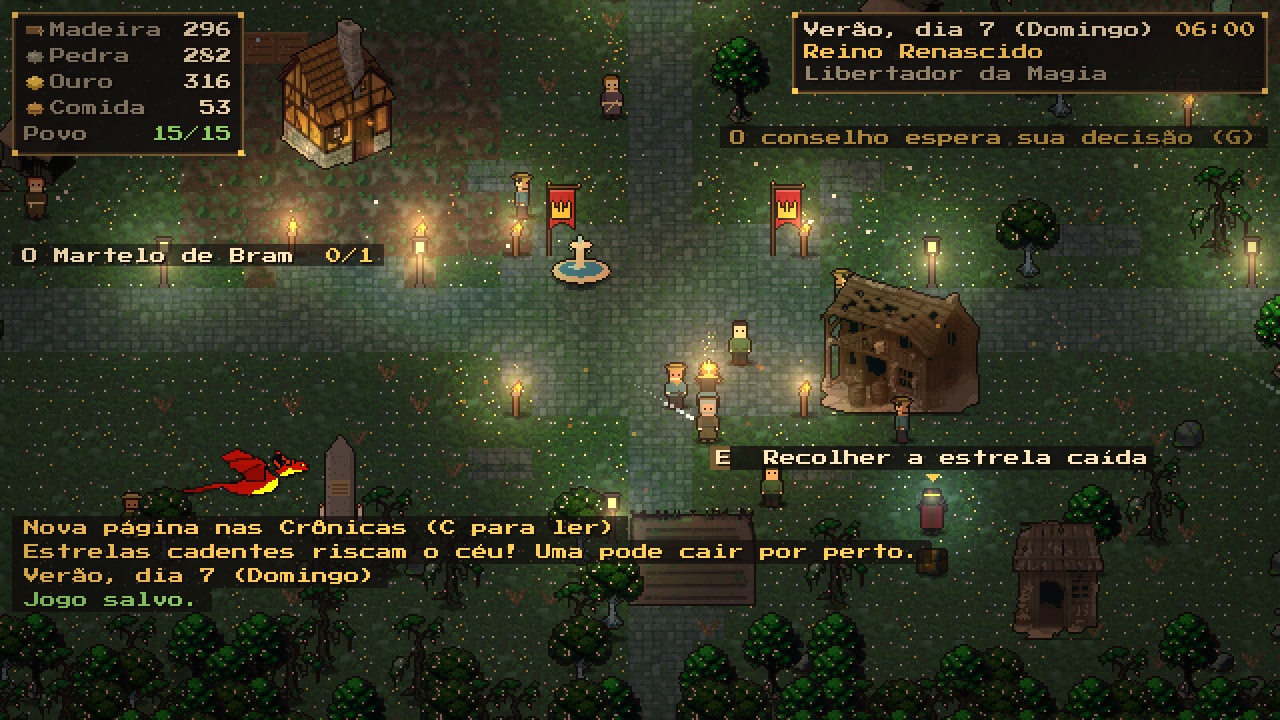 Madeira 296
Pedra 282
Ouro 316
Comida 53
Povo 15/15
Verão, dia 7 (Domingo) 06:00
Reino Renascido
Libertador da Magia
O conselho espera sua decisão (G)
O Martelo de Bram 0/1
E Recolher a estrela caída
Nova página nas Crônicas (C para ler)
Estrelas cadentes riscam o céu! Uma pode cair por perto.
Verão, dia 7 (Domingo)
Jogo salvo.